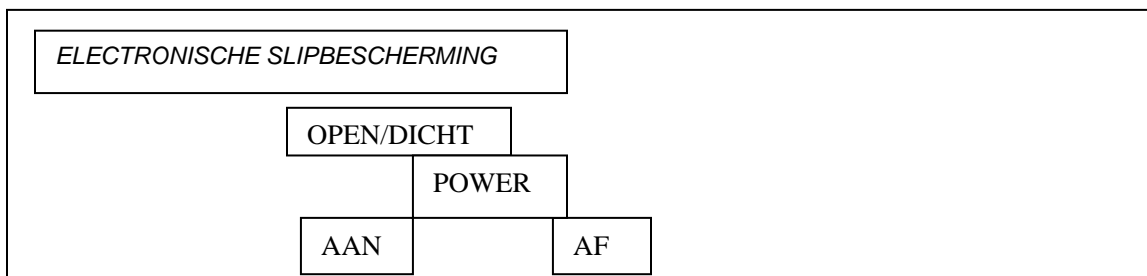 ELECTRONISCHE SLIPBESCHERMING
OPEN/DICHT
POWER
AAN AF